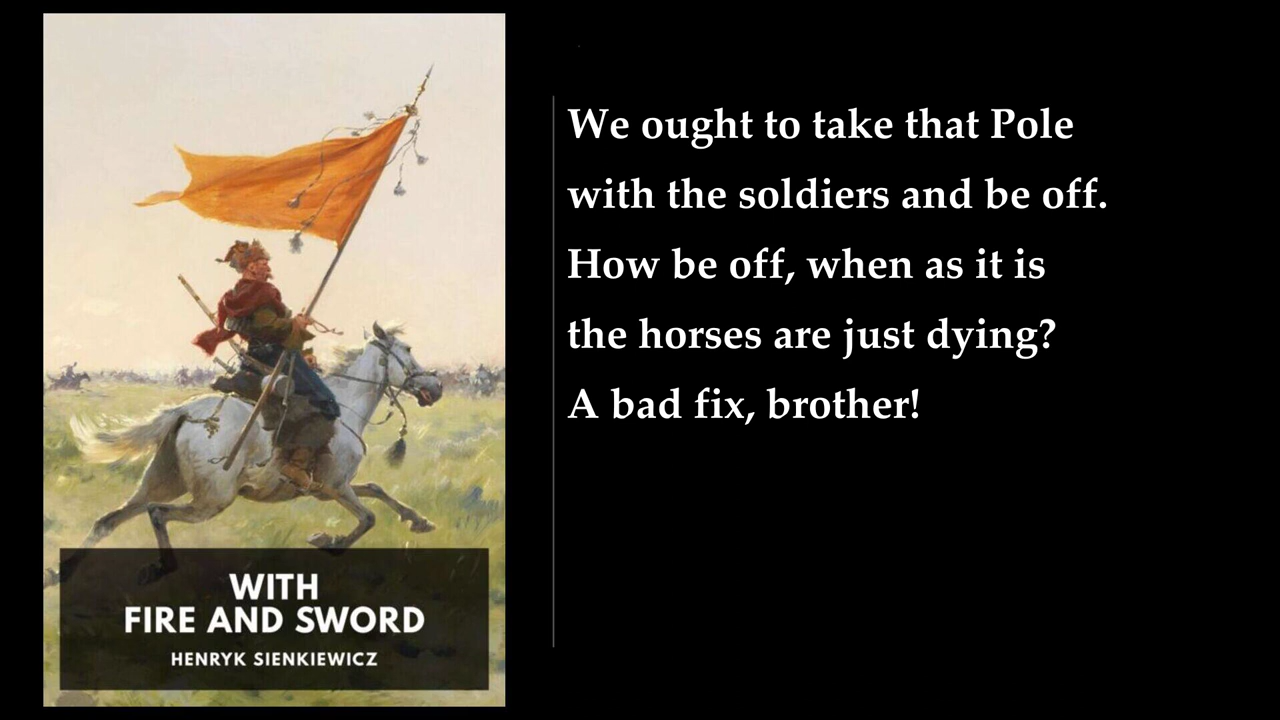 We ought to take that Pole
with the soldiers and be off.
How be off, when as it is
the horses are just dying?
A bad fix, brother!
WITH
FIRE AND SWORD
HENRYK SIENKIEWICZ